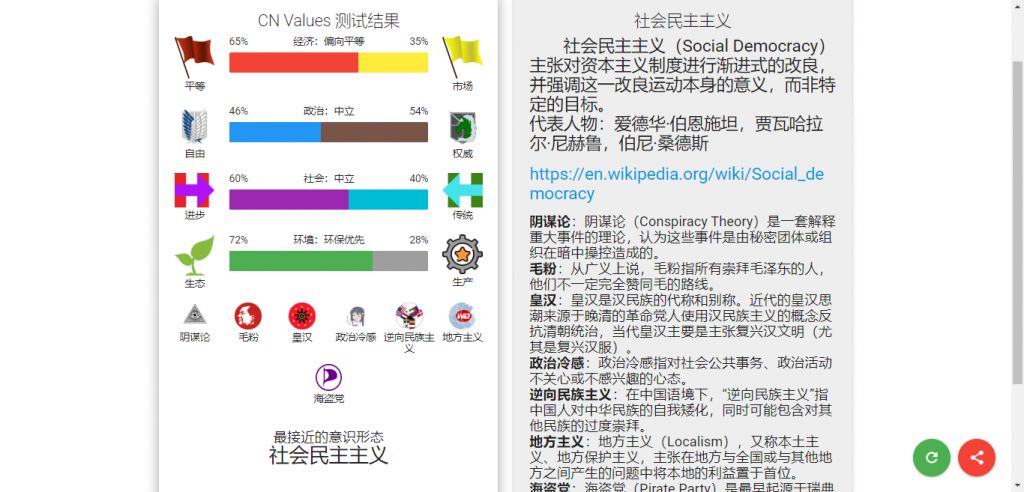 CN Values 测试结果
65% 经济：偏向平等 35%
平等 市场
46% 政治：中立 54%
自由 权威
60% 社会：中立 40%
进步 传统
72% 环境：环保优先 28%
生态 生产
阴谋论 毛粉 皇汉 政治冷感 逆向民族主义 地方主义
海盗党
最接近的意识形态
社会民主主义
社会民主主义
社会民主主义（Social Democracy）
主张对资本主义制度进行渐进式的改良，
并强调这一改良运动本身的意义，而非特
定的目标。
代表人物：爱德华·伯恩施坦，贾瓦哈拉
尔·尼赫鲁，伯尼·桑德斯
https://en.wikipedia.org/wiki/Social_de
mocracy
阴谋论：阴谋论（Conspiracy Theory）是一套解释
重大事件的理论，认为这些事件是由秘密团体或组
织在暗中操控造成的。
毛粉：从广义上说，毛粉指所有崇拜毛泽东的人，
他们不一定完全赞同毛的路线。
皇汉：皇汉是汉民族的代称和别称。近代的皇汉思
潮来源于晚清的革命党人使用汉民族主义的概念反
抗清朝统治，当代皇汉主要是主张复兴汉文明（尤
其是复兴汉服）。
政治冷感：政治冷感指对社会公共事务、政治活动
不关心或不感兴趣的心态。
逆向民族主义：在中国语境下，“逆向民族主义”指
中国人对中华民族的自我矮化，同时可能包含对其
他民族的过度崇拜。
地方主义：地方主义（Localism），又称本土主
义、地方保护主义，主张在地方与全国或与其他地
方之间产生的问题中将本地的利益置于首位。
海盗党：海盗党（Pirate Party）是最早起源于瑞典